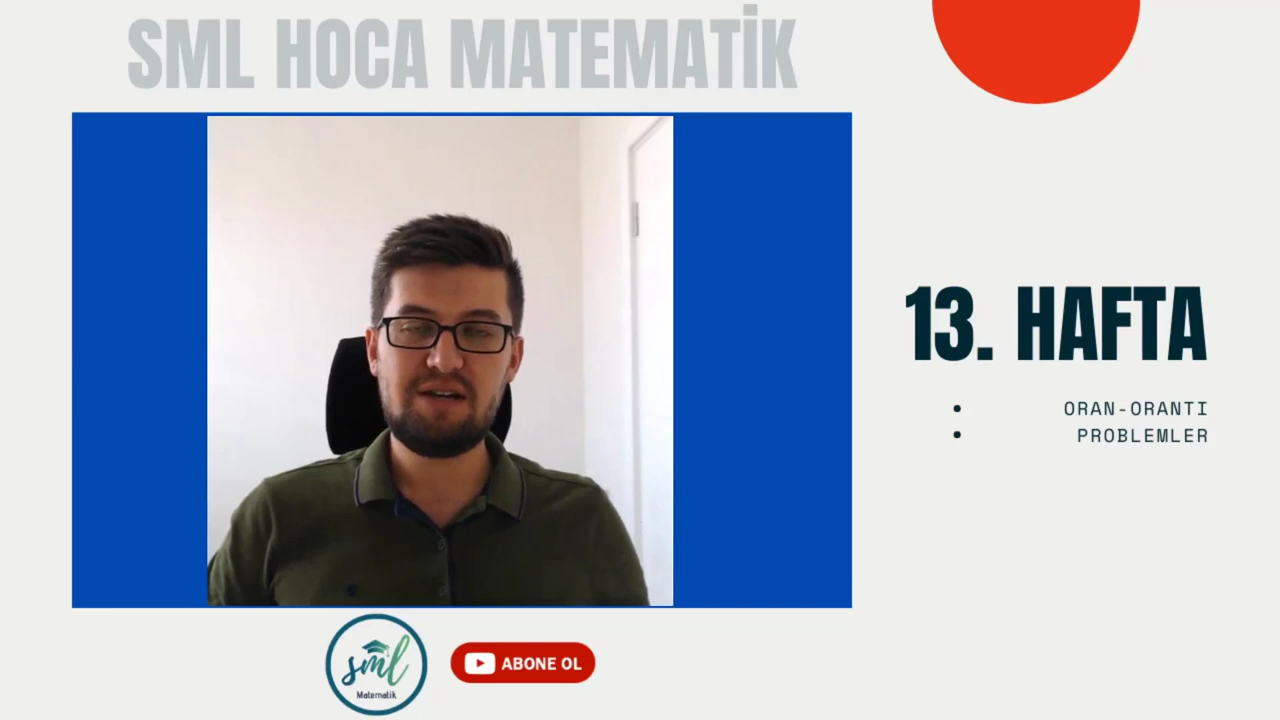 SML HOCA MATEMATİK
13. HAFTA
• ORAN-ORANTI
• PROBLEMLER
sml
Matematik
ABONE OL